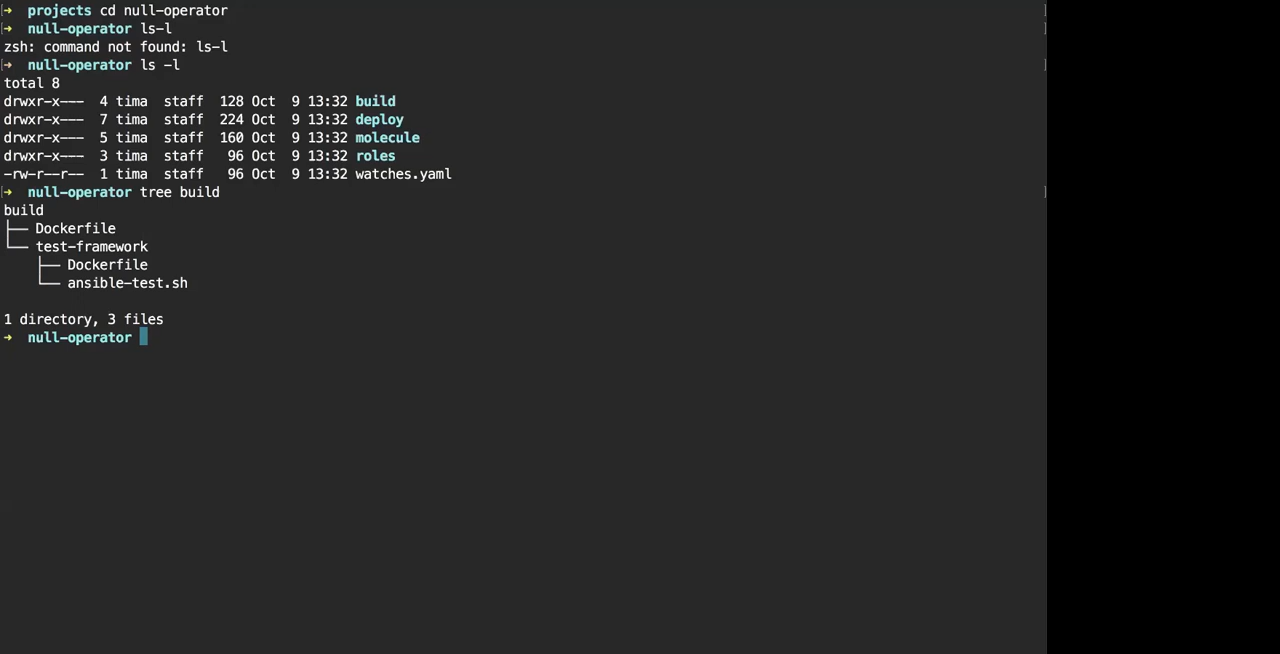 → projects cd null-operator
→ null-operator ls-l
zsh: command not found: ls-l
→ null-operator ls -l
total 8
drwxr-x--- 4 tima staff 128 Oct 9 13:32 build
drwxr-x--- 7 tima staff 224 Oct 9 13:32 deploy
drwxr-x--- 5 tima staff 160 Oct 9 13:32 molecule
drwxr-x--- 3 tima staff 96 Oct 9 13:32 roles
-rw-r--r-- 1 tima staff 96 Oct 9 13:32 watches.yaml
→ null-operator tree build
build
├── Dockerfile
└── test-framework
    ├── Dockerfile
    └── ansible-test.sh
1 directory, 3 files
→ null-operator